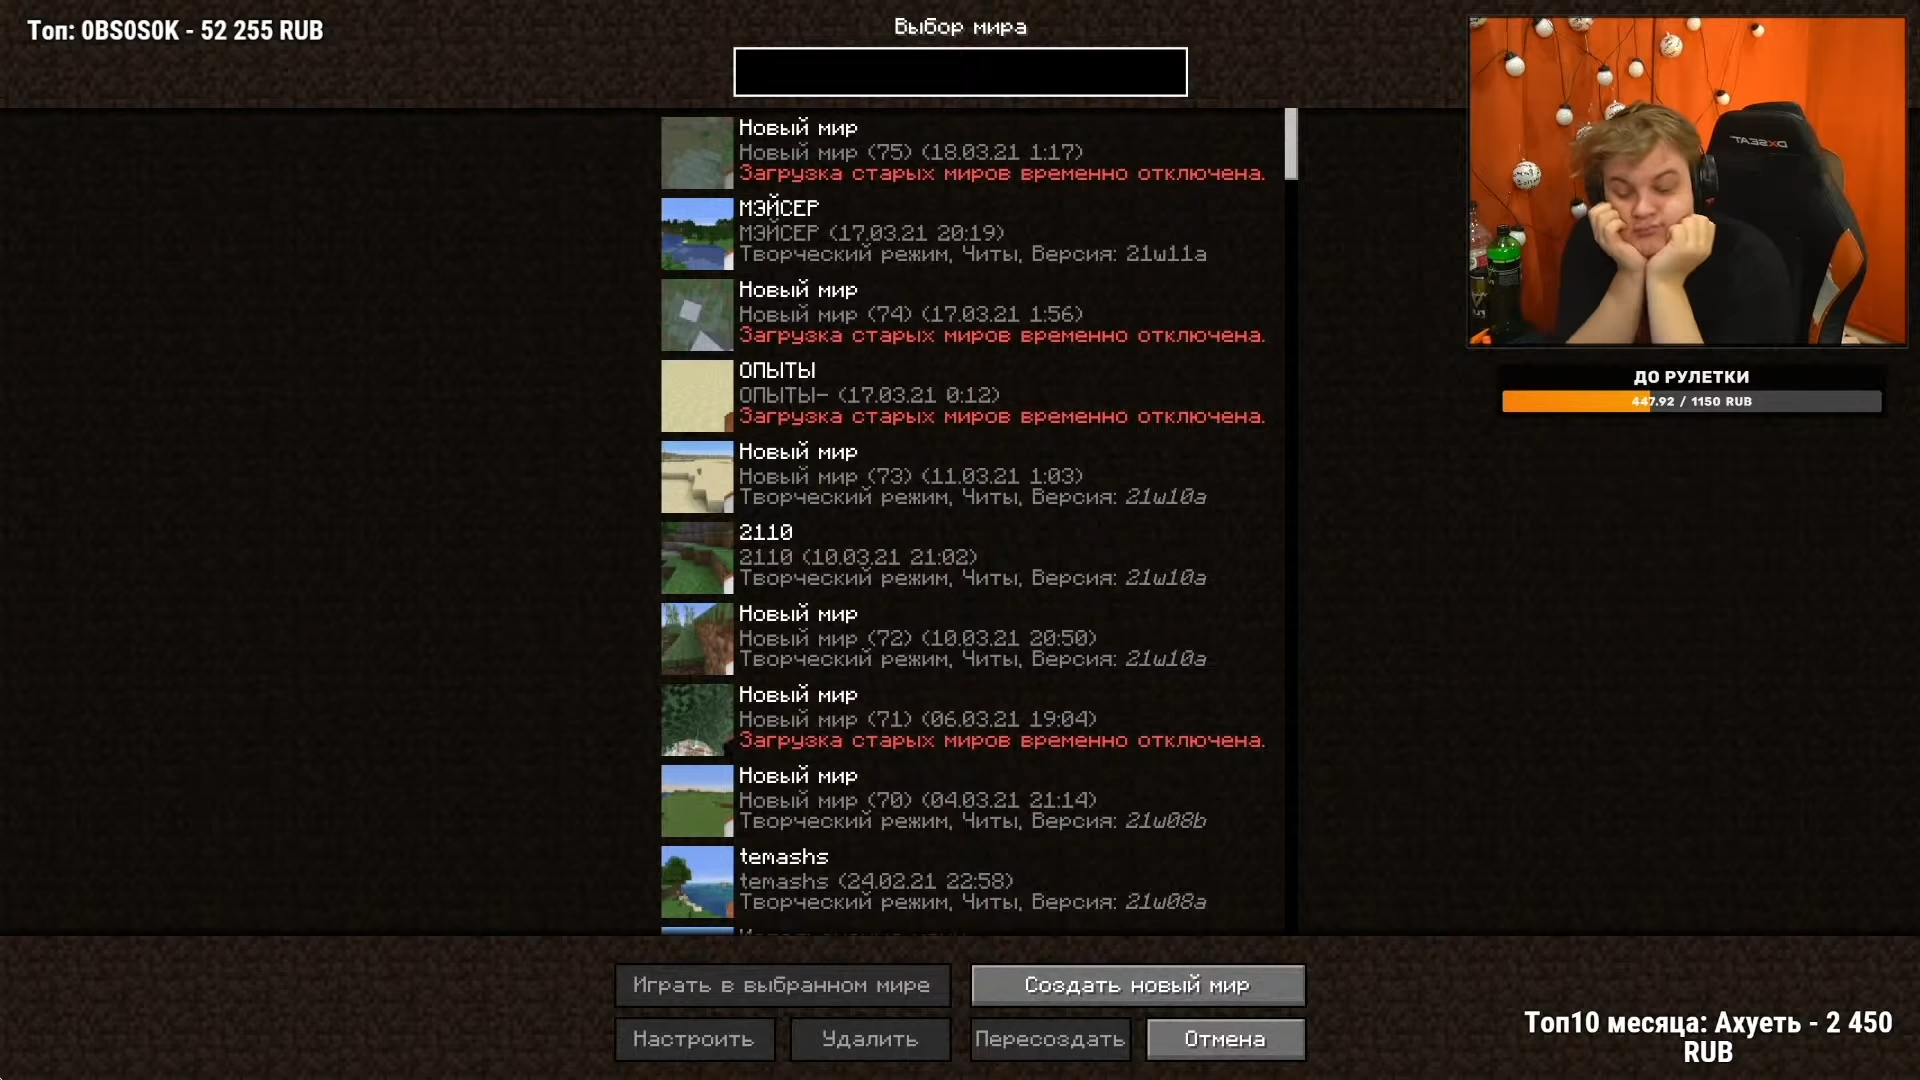 Топ: 0BS0S0K - 52 255 RUB
Выбор мира
Новый мир
Новый мир (75) (18.03.21 1:17)
Загрузка старых миров временно отключена.
МЭЙСЕР
МЭЙСЕР (17.03.21 20:19)
Творческий режим, Читы, Версия: 21w11a
Новый мир
Новый мир (74) (17.03.21 1:56)
Загрузка старых миров временно отключена.
ОПЫТЫ
ОПЫТЫ- (17.03.21 0:12)
Загрузка старых миров временно отключена.
Новый мир
Новый мир (73) (11.03.21 1:03)
Творческий режим, Читы, Версия: 21w10a
2110
2110 (10.03.21 21:02)
Творческий режим, Читы, Версия: 21w10a
Новый мир
Новый мир (72) (10.03.21 20:50)
Творческий режим, Читы, Версия: 21w10a
Новый мир
Новый мир (71) (06.03.21 19:04)
Загрузка старых миров временно отключена.
Новый мир
Новый мир (70) (04.03.21 21:14)
Творческий режим, Читы, Версия: 21w08b
temashs
temashs (24.02.21 22:58)
Творческий режим, Читы, Версия: 21w08a
Играть в выбранном мире
Создать новый мир
Настроить
Удалить
Пересоздать
Отмена
DXSEAT
ДО РУЛЕТКИ
447.92 / 1150 RUB
Топ10 месяца: Ахуеть - 2 450
RUB